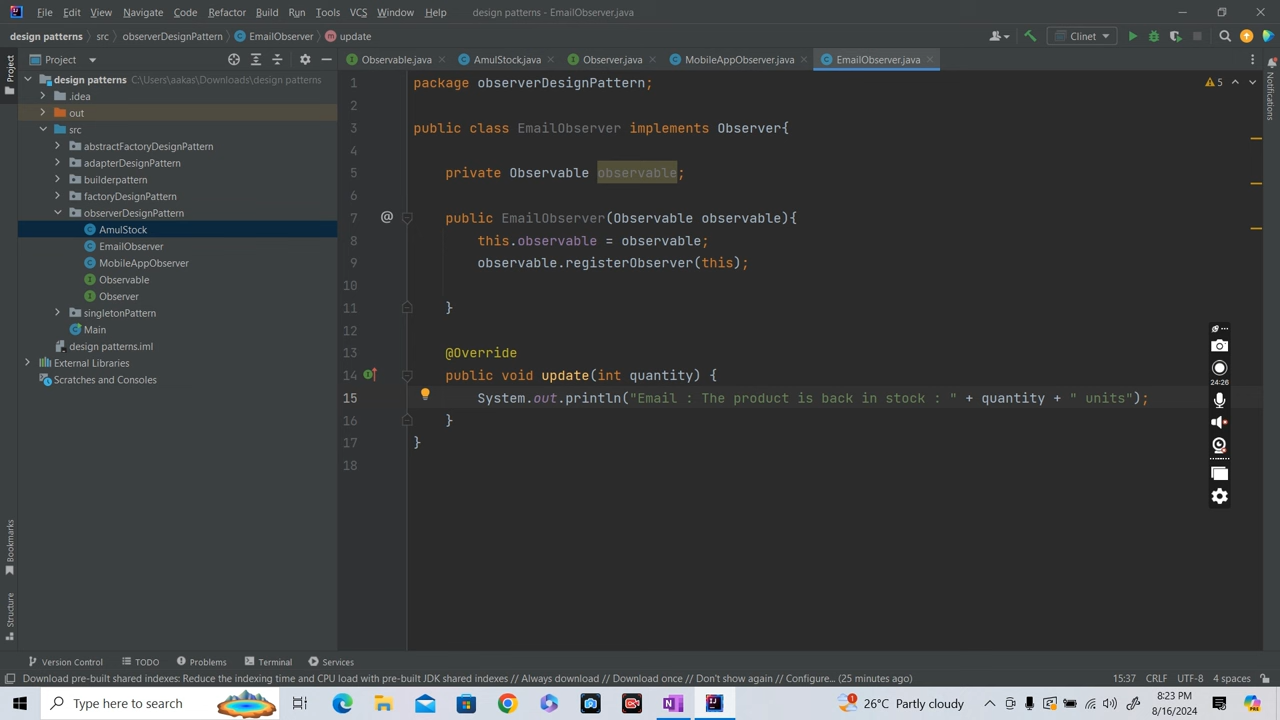 File Edit View Navigate Code Refactor Build Run Tools VCS Window Help design patterns - EmailObserver.java
design patterns src observerDesignPattern EmailObserver update Clinet
Project Observable.java AmulStock.java Observer.java MobileAppObserver.java EmailObserver.java
Project
Notifications
Bookmarks
Structure
design patterns C:\Users\aakas\Downloads\design patterns
.idea
out
src
abstractFactoryDesignPattern
adapterDesignPattern
builderpattern
factoryDesignPattern
observerDesignPattern
AmulStock
EmailObserver
MobileAppObserver
Observable
Observer
singletonPattern
Main
design patterns.iml
External Libraries
Scratches and Consoles
1 package observerDesignPattern;
2
3 public class EmailObserver implements Observer{
4
5 private Observable observable;
6
7 @ public EmailObserver(Observable observable){
8 this.observable = observable;
9 observable.registerObserver(this);
10
11 }
12
13 @Override
14 public void update(int quantity) {
15 System.out.println("Email : The product is back in stock : " + quantity + " units");
16 }
17 }
18
5
24:26
Version Control TODO Problems Terminal Services
Download pre-built shared indexes: Reduce the indexing time and CPU load with pre-built JDK shared indexes // Always download // Download once // Don't show again // Configure... (25 minutes ago) 15:37 CRLF UTF-8 4 spaces
Type here to search 1 26°C Partly cloudy 8:23 PM
8/15/2024